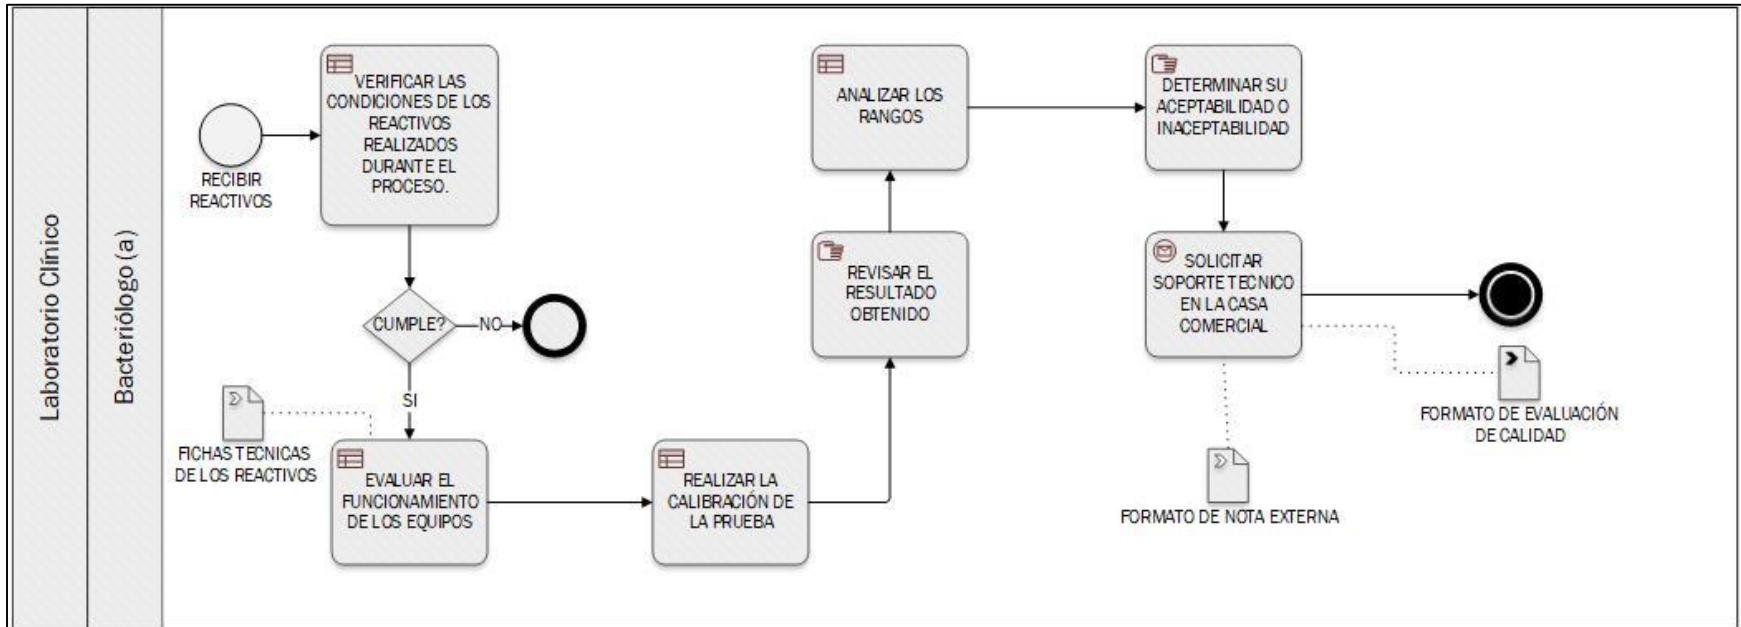 Laboratorio Clínico
Bacteriólogo (a)
RECIBIR
REACTIVOS
VERIFICAR LAS
CONDICIONES DE LOS
REACTIVOS
REALIZADOS
DURANTE EL
PROCESO.
CUMPLE?
NO
SI
FICHAS TECNICAS
DE LOS REACTIVOS
EVALUAR EL
FUNCIONAMIENTO
DE LOS EQUIPOS
REALIZAR LA
CALIBRACIÓN DE
LA PRUEBA
REVISAR EL
RESULTADO
OBTENIDO
ANALIZAR LOS
RANGOS
DETERMINAR SU
ACEPTABILIDAD O
INACEPTABILIDAD
SOLICITAR
SOPORTE TECNICO
EN LA CASA
COMERCIAL
FORMATO DE NOTA EXTERNA
FORMATO DE EVALUACIÓN
DE CALIDAD